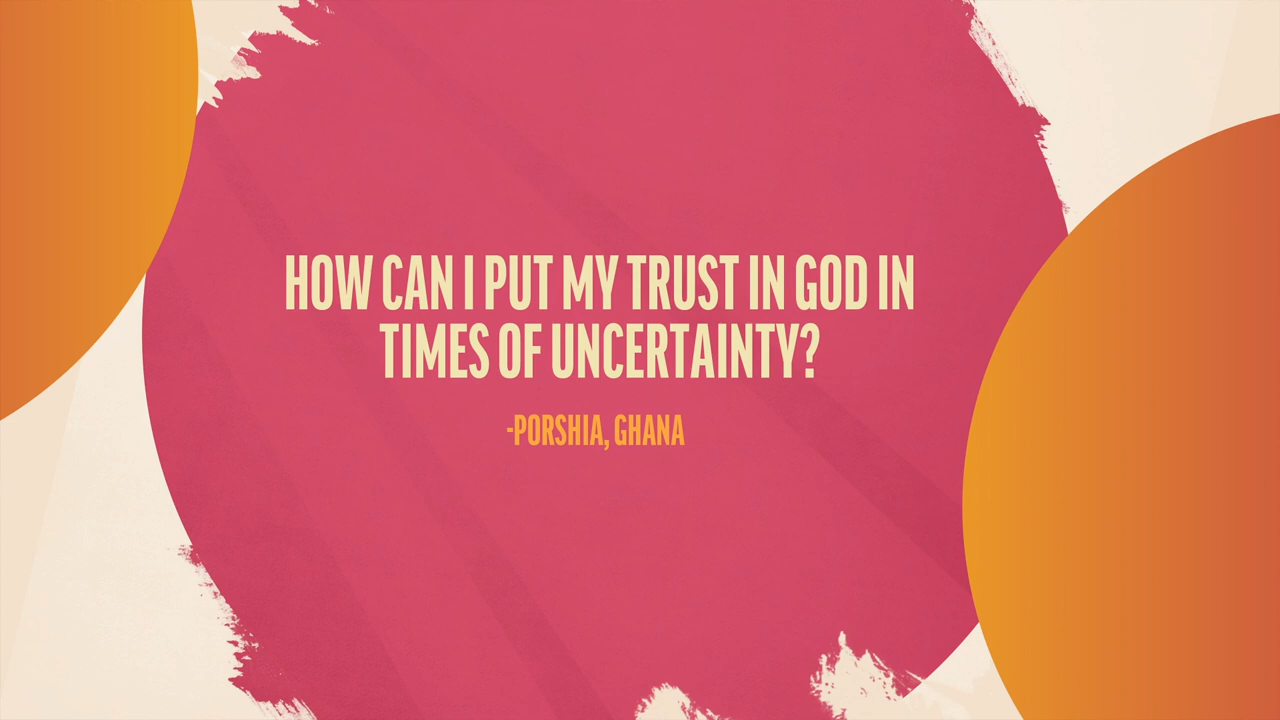 HOW CAN I PUT MY TRUST IN GOD IN
TIMES OF UNCERTAINTY?
-PORSHIA, GHANA